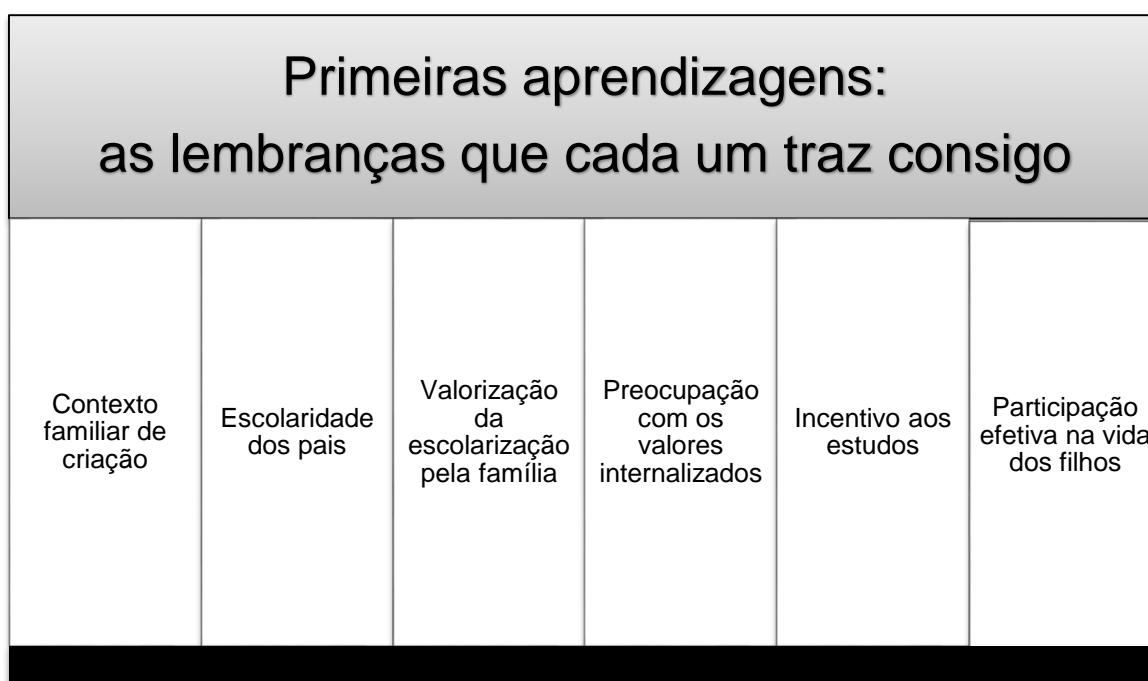 Primeiras aprendizagens:
as lembranças que cada um traz consigo
Contexto
familiar de
criação
Escolaridade
dos pais
Valorização
da
escolarização
pela família
Preocupação
com os
valores
internalizados
Incentivo aos
estudos
Participação
efetiva na vida
dos filhos